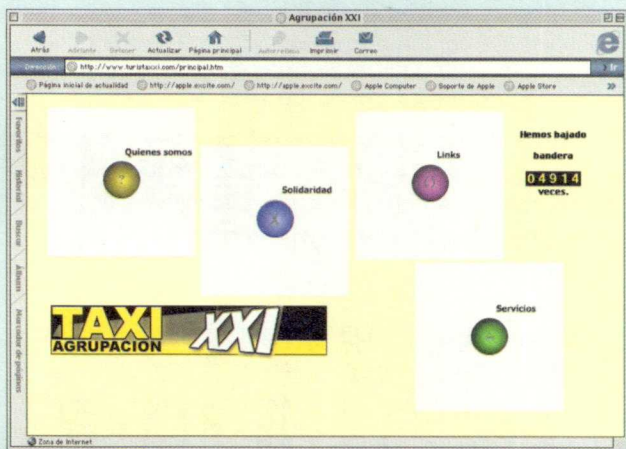 Agrupación XXI
Atrás Adelante Detener Actualizar Página principal Autorrelleno Imprimir Correo
Dirección http://www.turistaxxi.com/principal.htm Ir
Página inicial de actualidad http://apple.excite.com/ http://apple.excite.com/ Apple Computer Soporte de Apple Apple Store
Favoritos
Historial
Buscar
Álbum
Marcador de páginas
Quienes somos
Solidaridad
Links
Hemos bajado
bandera
04914
veces.
TAXI XXI
AGRUPACION
Servicios
Zona de Internet